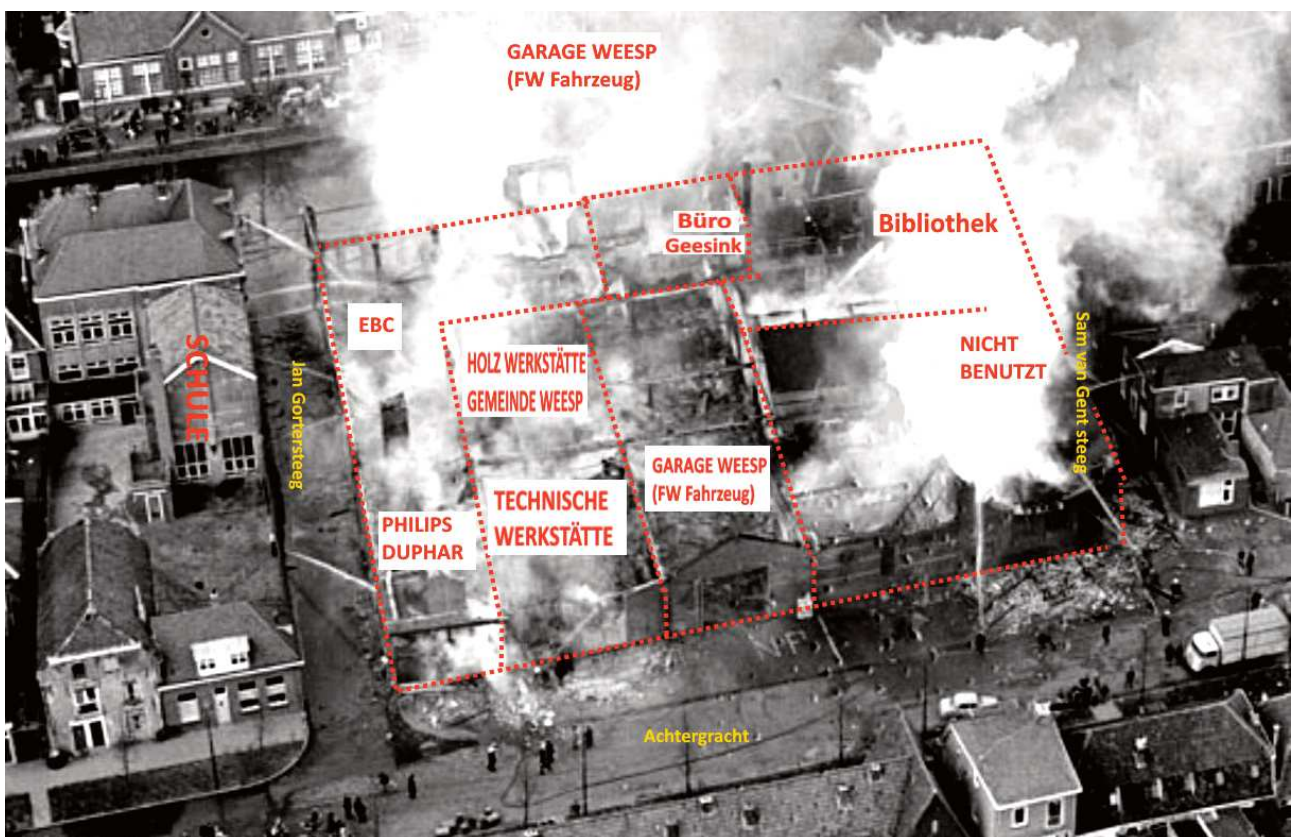 GARAGE WEESP
(FW Fahrzeug)
Büro
Geesink
Bibliothek
EBC
SCHULE
Jan Gortersteeg
HOLZ WERKSTÄTTE
GEMEINDE WEESP
NICHT
BENUTZT
Sam van Gent steeg
GARAGE WEESP
(FW Fahrzeug)
TECHNISCHE
WERKSTÄTTE
PHILIPS
DUPHAR
Achtergracht